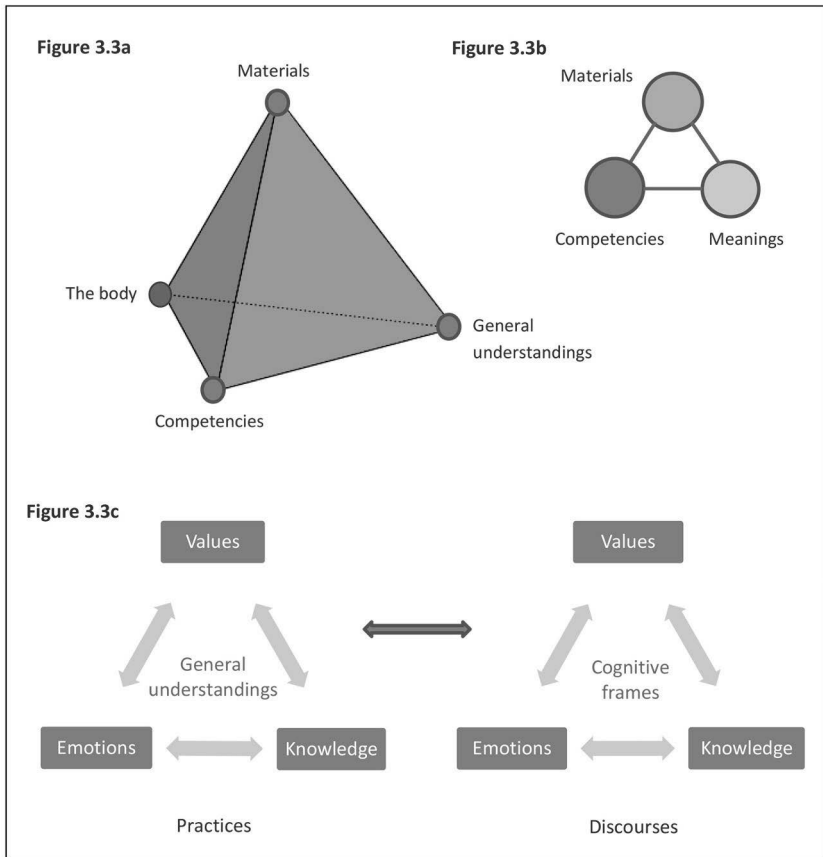 Figure 3.3a
Materials
The body
General
understandings
Competencies
Figure 3.3b
Materials
Competencies
Meanings
Figure 3.3c
Values
General
understandings
Emotions
Knowledge
Practices
Values
Cognitive
frames
Emotions
Knowledge
Discourses